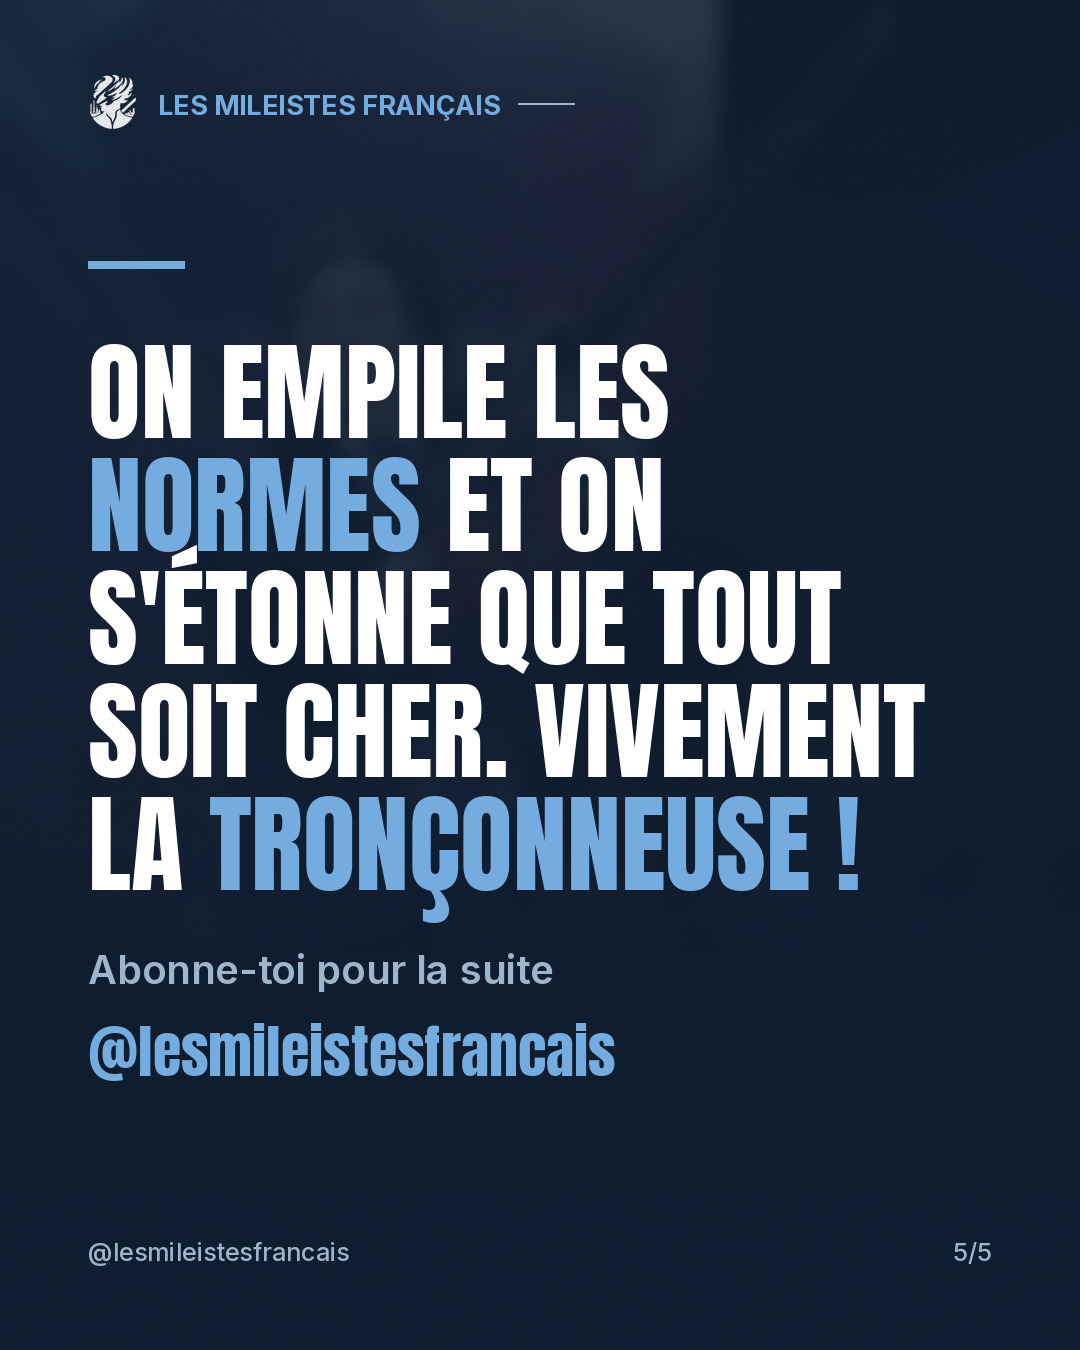 LES MILEISTES FRANÇAIS
ON EMPILE LES
NORMES ET ON
S'ÉTONNE QUE TOUT
SOIT CHER. VIVEMENT
LA TRONÇONNEUSE !
Abonne-toi pour la suite
@lesmileistesfrancais
@lesmileistesfrancais
5/5